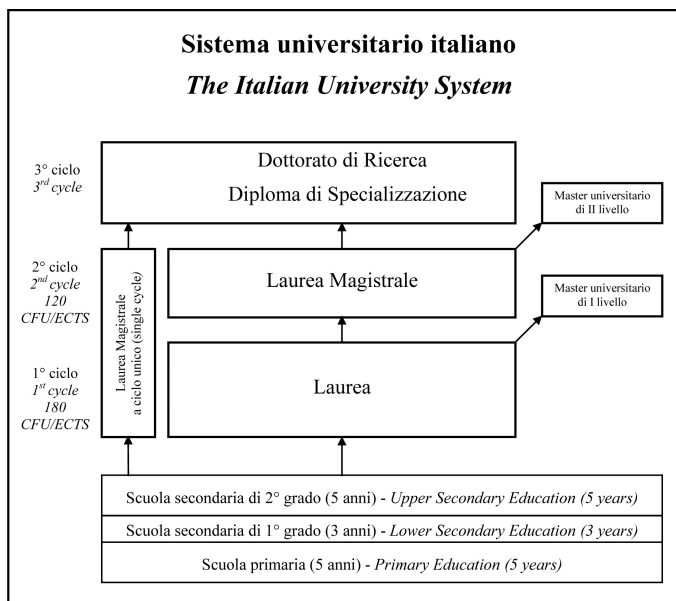 Sistema universitario italiano
The Italian University System
3° ciclo
3rd cycle
Dottorato di Ricerca
Diploma di Specializzazione
Master universitario
di II livello
2° ciclo
2nd cycle
120
CFU/ECTS
Laurea Magistrale
a ciclo unico (single cycle)
Laurea Magistrale
Master universitario
di I livello
1° ciclo
1st cycle
180
CFU/ECTS
Laurea
Scuola secondaria di 2° grado (5 anni) - Upper Secondary Education (5 years)
Scuola secondaria di 1° grado (3 anni) - Lower Secondary Education (3 years)
Scuola primaria (5 anni) - Primary Education (5 years)